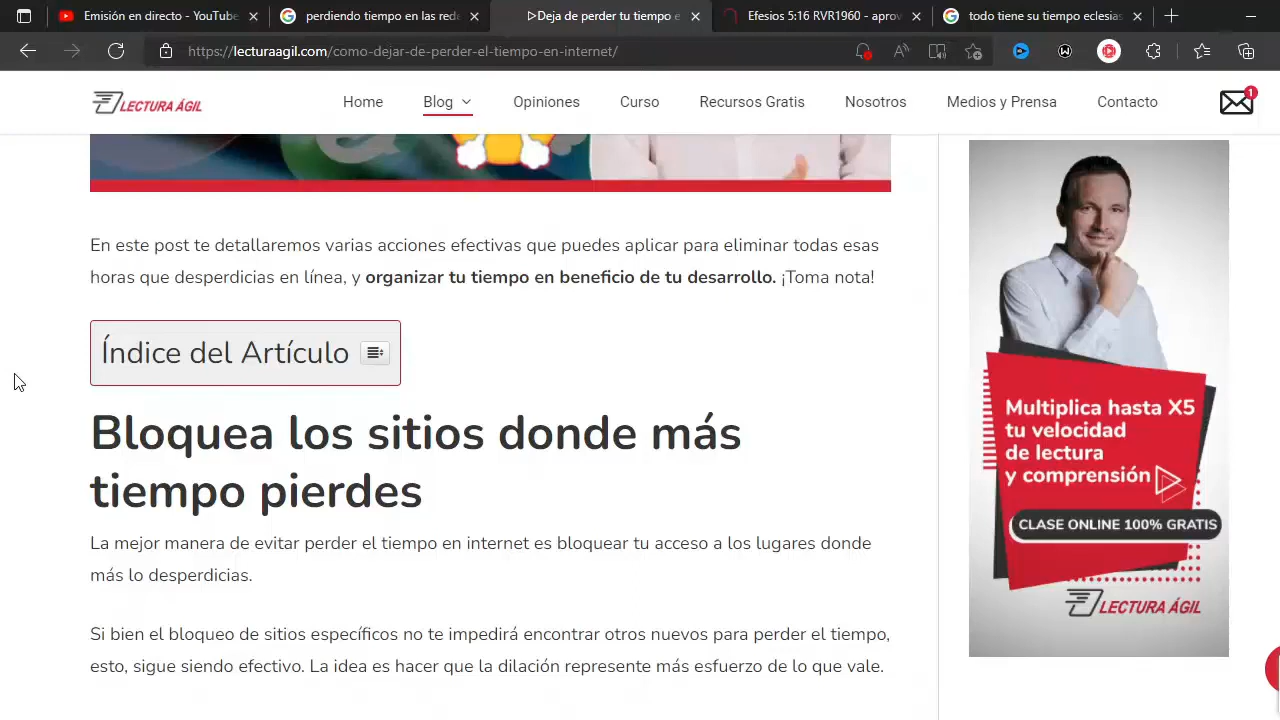 Emisión en directo - YouTube
perdiendo tiempo en las rede
▷Deja de perder tu tiempo e
Efesios 5:16 RVR1960 - aprov
todo tiene su tiempo eclesias
https://lecturaagil.com/como-dejar-de-perder-el-tiempo-en-internet/
LECTURA ÁGIL
Home
Blog
Opiniones
Curso
Recursos Gratis
Nosotros
Medios y Prensa
Contacto
1
En este post te detallaremos varias acciones efectivas que puedes aplicar para eliminar todas esas
horas que desperdicias en línea, y organizar tu tiempo en beneficio de tu desarrollo. ¡Toma nota!
Índice del Artículo
Bloquea los sitios donde más
tiempo pierdes
La mejor manera de evitar perder el tiempo en internet es bloquear tu acceso a los lugares donde
más lo desperdicias.
Si bien el bloqueo de sitios específicos no te impedirá encontrar otros nuevos para perder el tiempo,
esto, sigue siendo efectivo. La idea es hacer que la dilación represente más esfuerzo de lo que vale.
Multiplica hasta X5
tu velocidad
de lectura
y comprensión
CLASE ONLINE 100% GRATIS
LECTURA ÁGIL